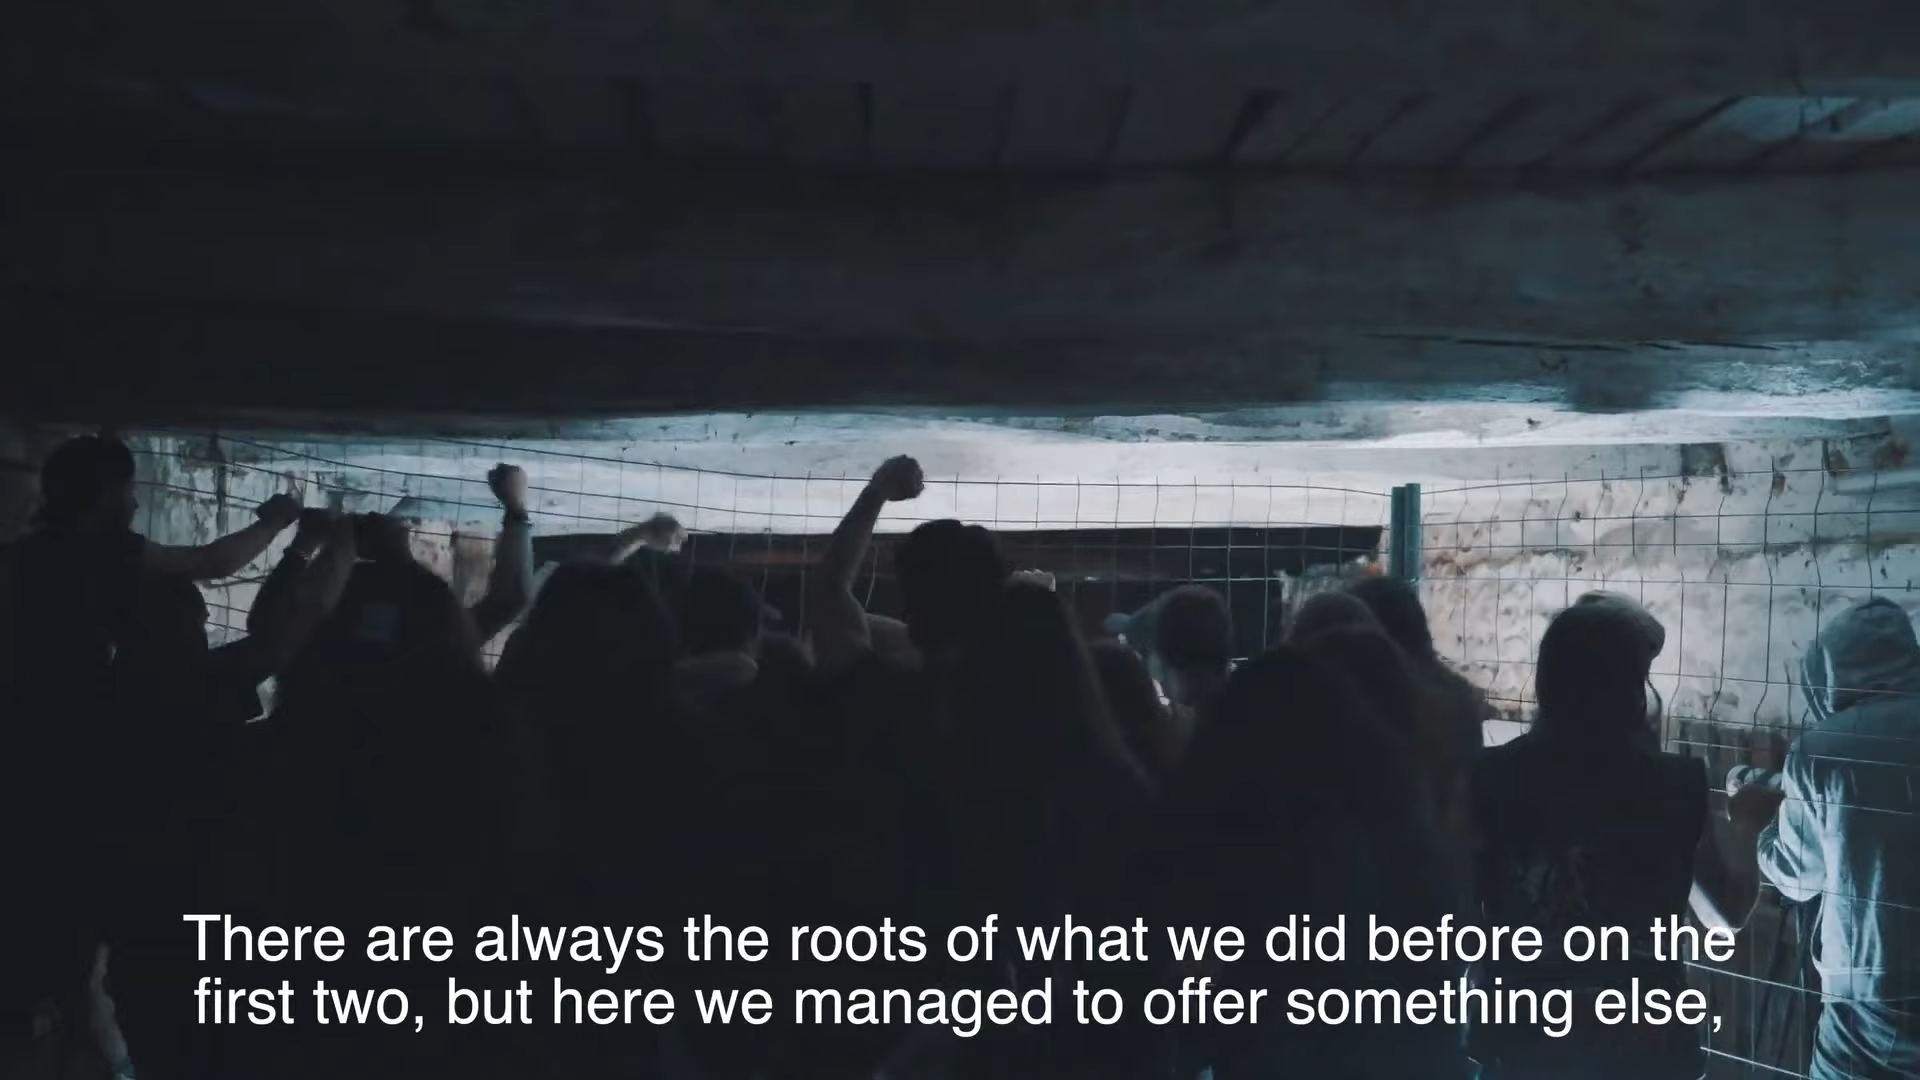 There are always the roots of what we did before on the
first two, but here we managed to offer something else,